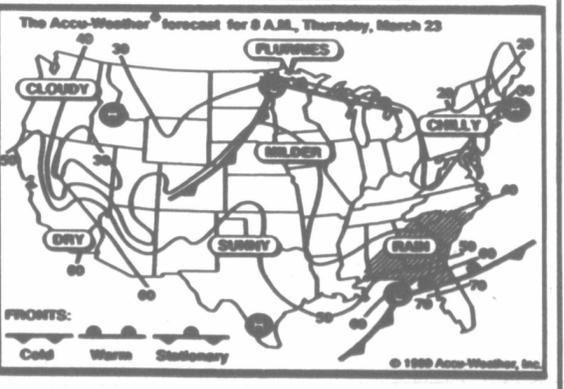 The Accu-Weather® forecast for 8 A.M., Thursday, March 23
40
30
FLURRIES
20
CLOUDY
20
30
CHILLY
MILDER
50
30
40
DRY
SUNNY
RAIN
50
60
60
60
70
50
60
70
FRONTS:
Cold Warm Stationary
© 1989 Accu-Weather, Inc.